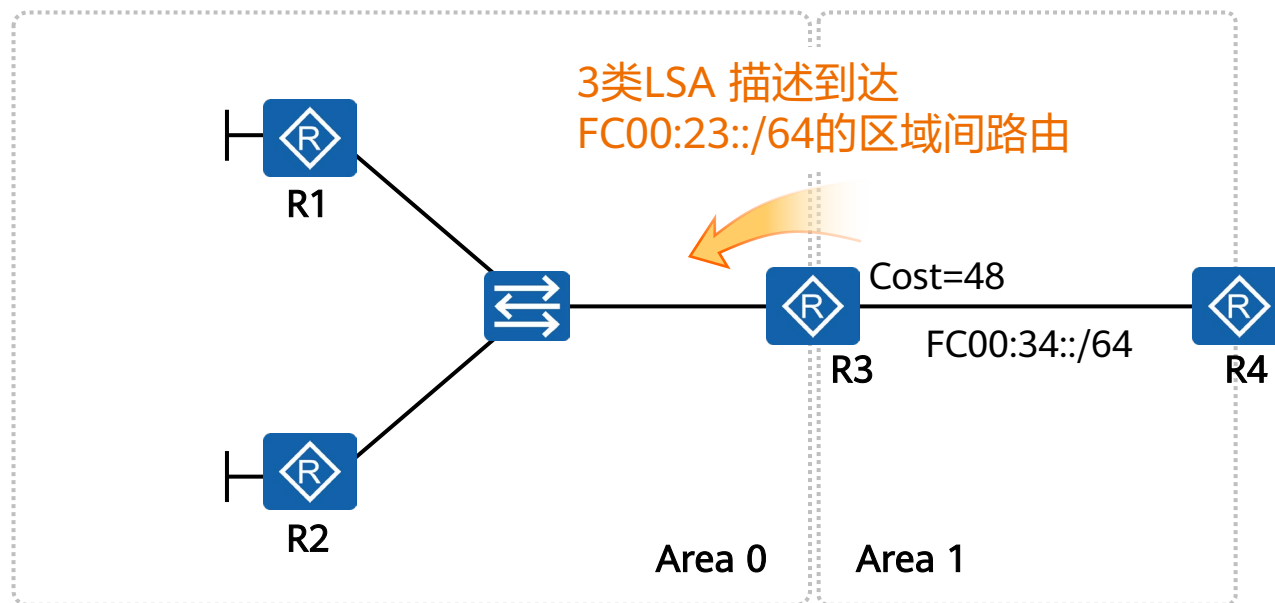 3类LSA 描述到达
FC00:23::/64的区域间路由
R
R1
R
Cost=48
R
FC00:34::/64
R3
R4
R
R2
Area 0
Area 1